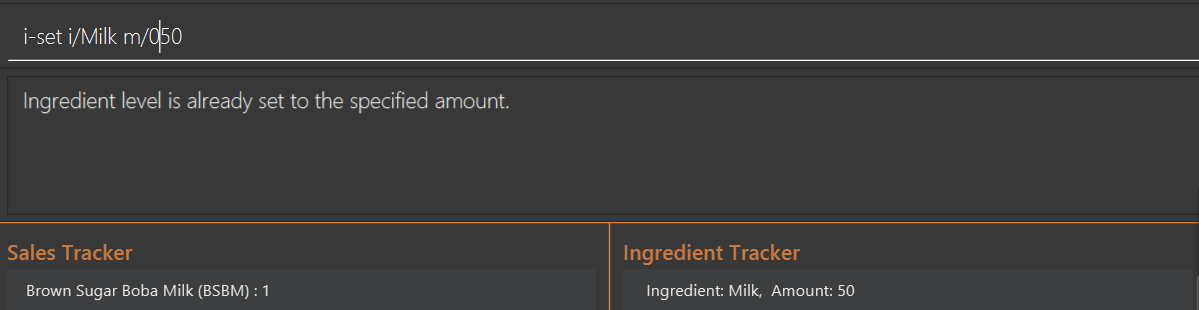 i-set i/Milk m/050
Ingredient level is already set to the specified amount.
Sales Tracker
Ingredient Tracker
Brown Sugar Boba Milk (BSBM) : 1
Ingredient: Milk,  Amount: 50